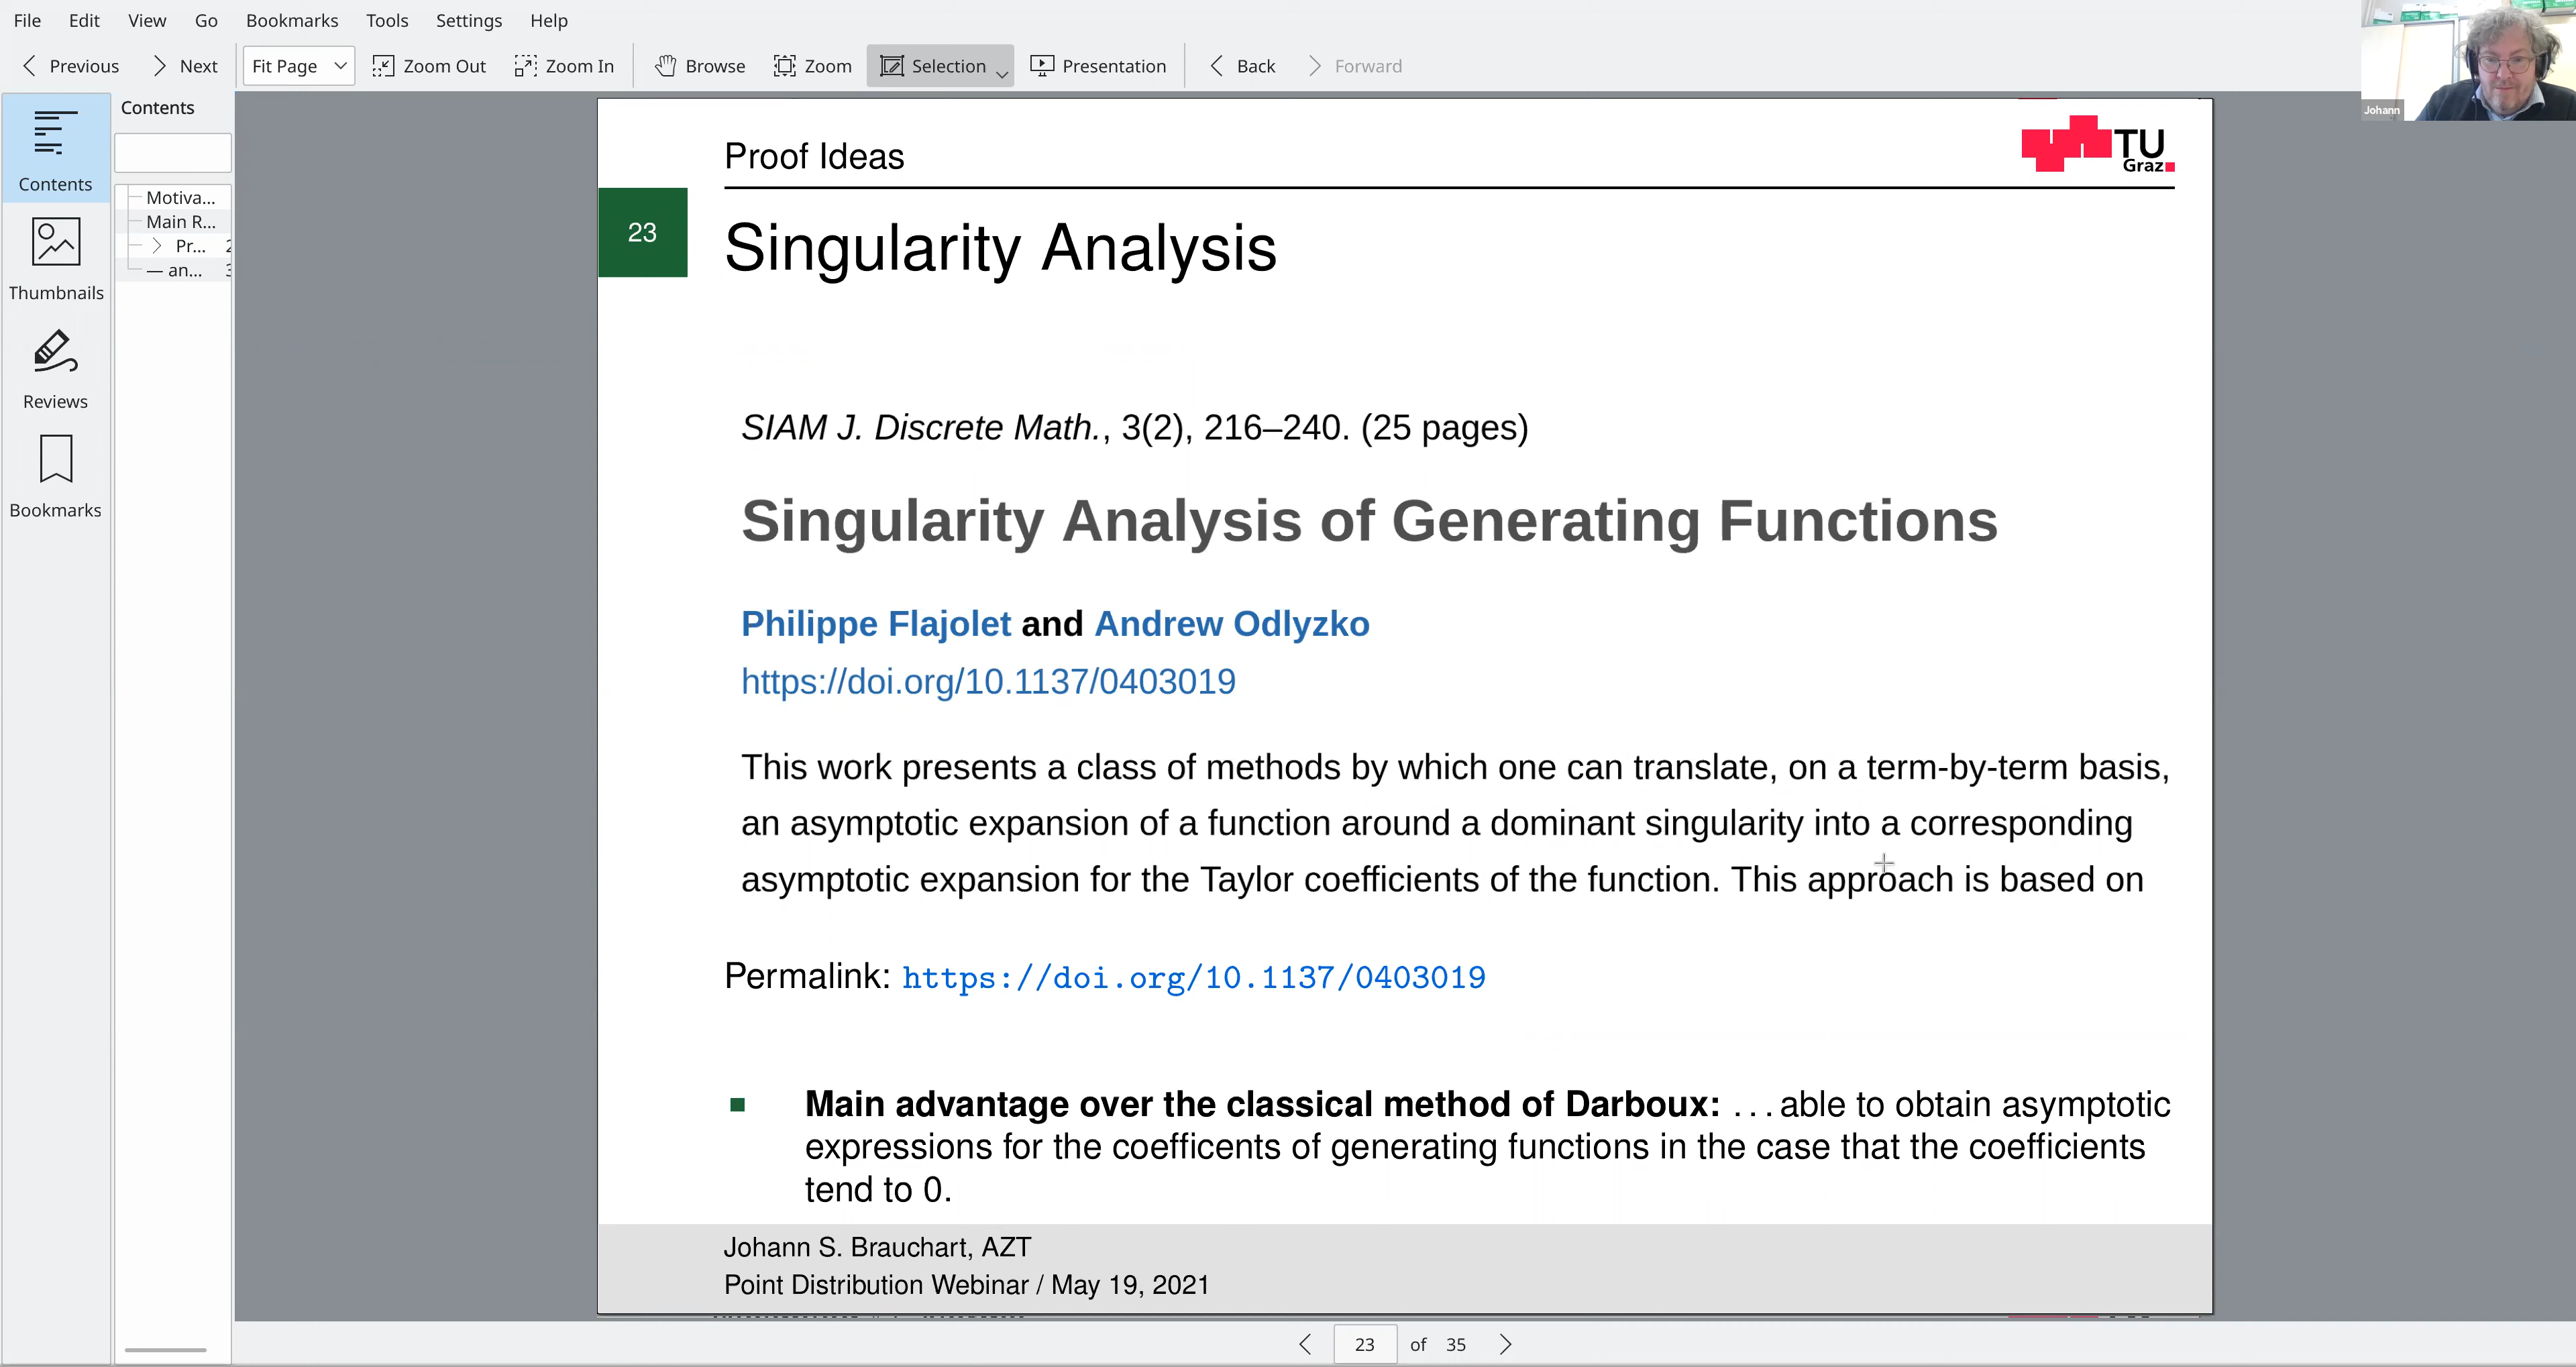 File Edit View Go Bookmarks Tools Settings Help
Previous Next Fit Page Zoom Out Zoom In Browse Zoom Selection Presentation Back Forward
Johann
Contents
Thumbnails
Reviews
Bookmarks
Contents
Motiva...
Main R...
Pr... 2
— an...
Proof Ideas
TU
Graz
23
Singularity Analysis
SIAM J. Discrete Math., 3(2), 216–240. (25 pages)
Singularity Analysis of Generating Functions
Philippe Flajolet and Andrew Odlyzko
https://doi.org/10.1137/0403019
This work presents a class of methods by which one can translate, on a term-by-term basis,
an asymptotic expansion of a function around a dominant singularity into a corresponding
asymptotic expansion for the Taylor coefficients of the function. This approach is based on
Permalink: https://doi.org/10.1137/0403019
Main advantage over the classical method of Darboux: ...able to obtain asymptotic
expressions for the coefficents of generating functions in the case that the coefficients
tend to 0.
Johann S. Brauchart, AZT
Point Distribution Webinar / May 19, 2021
23 of 35